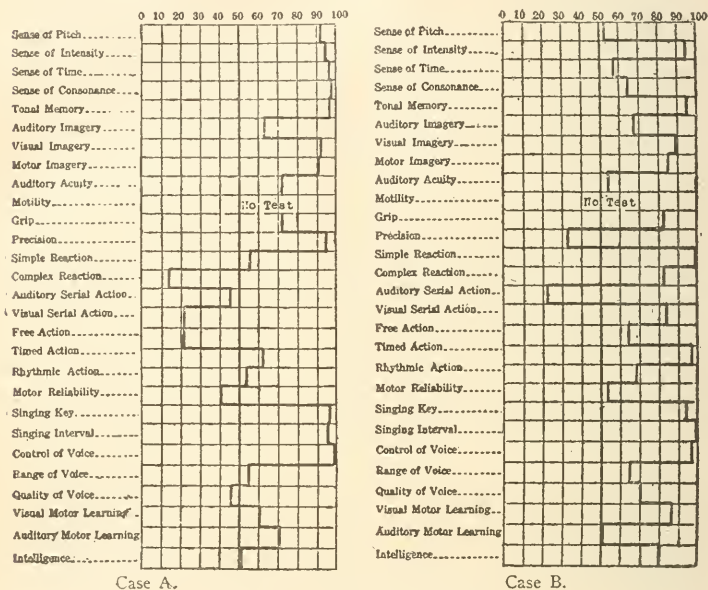 0 10 20 30 40 50 60 70 80 90 100
Sense of Pitch
Sense of Intensity
Sense of Time
Sense of Consonance
Tonal Memory
Auditory Imagery
Visual Imagery
Motor Imagery
Auditory Acuity
Motility No Test
Grip
Precision
Simple Reaction
Complex Reaction
Auditory Serial Action
Visual Serial Action
Free Action
Timed Action
Rhythmic Action
Motor Reliability
Singing Key
Singing Interval
Control of Voice
Range of Voice
Quality of Voice
Visual Motor Learning
Auditory Motor Learning
Intelligence
Case A.
0 10 20 30 40 50 60 70 80 90 100
Sense of Pitch
Sense of Intensity
Sense of Time
Sense of Consonance
Tonal Memory
Auditory Imagery
Visual Imagery
Motor Imagery
Auditory Acuity
Motility No Test
Grip
Precision
Simple Reaction
Complex Reaction
Auditory Serial Action
Visual Serial Action
Free Action
Timed Action
Rhythmic Action
Motor Reliability
Singing Key
Singing Interval
Control of Voice
Range of Voice
Quality of Voice
Visual Motor Learning
Auditory Motor Learning
Intelligence
Case B.